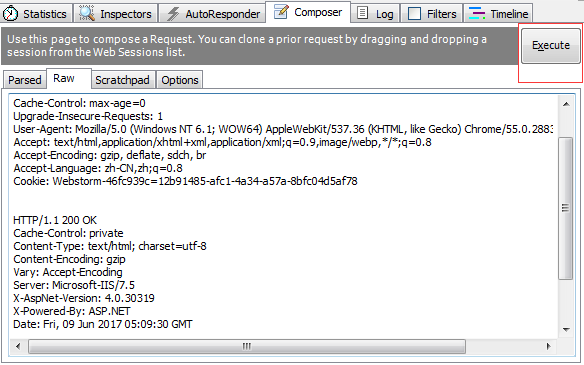 Statistics Inspectors AutoResponder Composer Log Filters Timeline
Use this page to compose a Request. You can clone a prior request by dragging and dropping a
session from the Web Sessions list.
Execute
Parsed Raw Scratchpad Options
Cache-Control: max-age=0
Upgrade-Insecure-Requests: 1
User-Agent: Mozilla/5.0 (Windows NT 6.1; WOW64) AppleWebKit/537.36 (KHTML, like Gecko) Chrome/55.0.2883
Accept: text/html,application/xhtml+xml,application/xml;q=0.9,image/webp,*/*;q=0.8
Accept-Encoding: gzip, deflate, sdch, br
Accept-Language: zh-CN,zh;q=0.8
Cookie: Webstorm-46fc939c=12b91485-afc1-4a34-a57a-8bfc04d5af78
HTTP/1.1 200 OK
Cache-Control: private
Content-Type: text/html; charset=utf-8
Content-Encoding: gzip
Vary: Accept-Encoding
Server: Microsoft-IIS/7.5
X-AspNet-Version: 4.0.30319
X-Powered-By: ASP.NET
Date: Fri, 09 Jun 2017 05:09:30 GMT